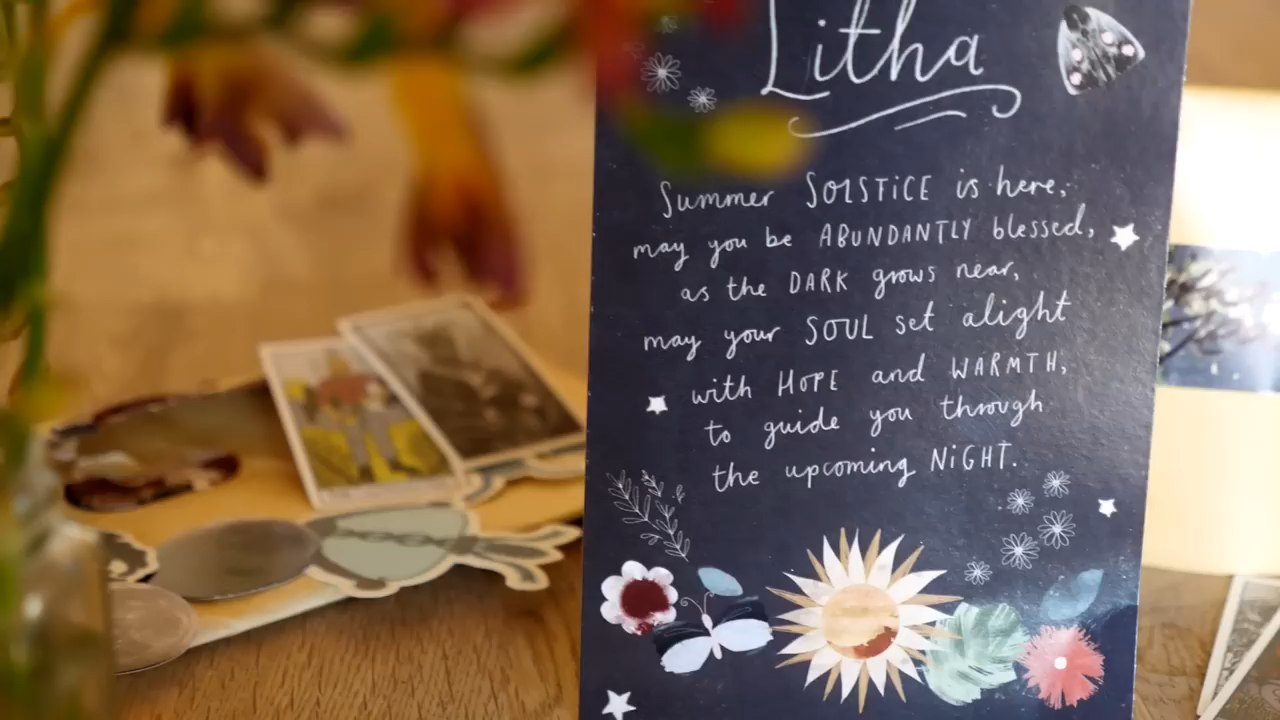 Litha
Summer SOLSTiCE is here,
may you be ABUNDANTLY blessed,
as the DARK grows near,
may your SOUL set alight
with HOPE and WARMTH,
to guide you through
the upcoming NiGHT.